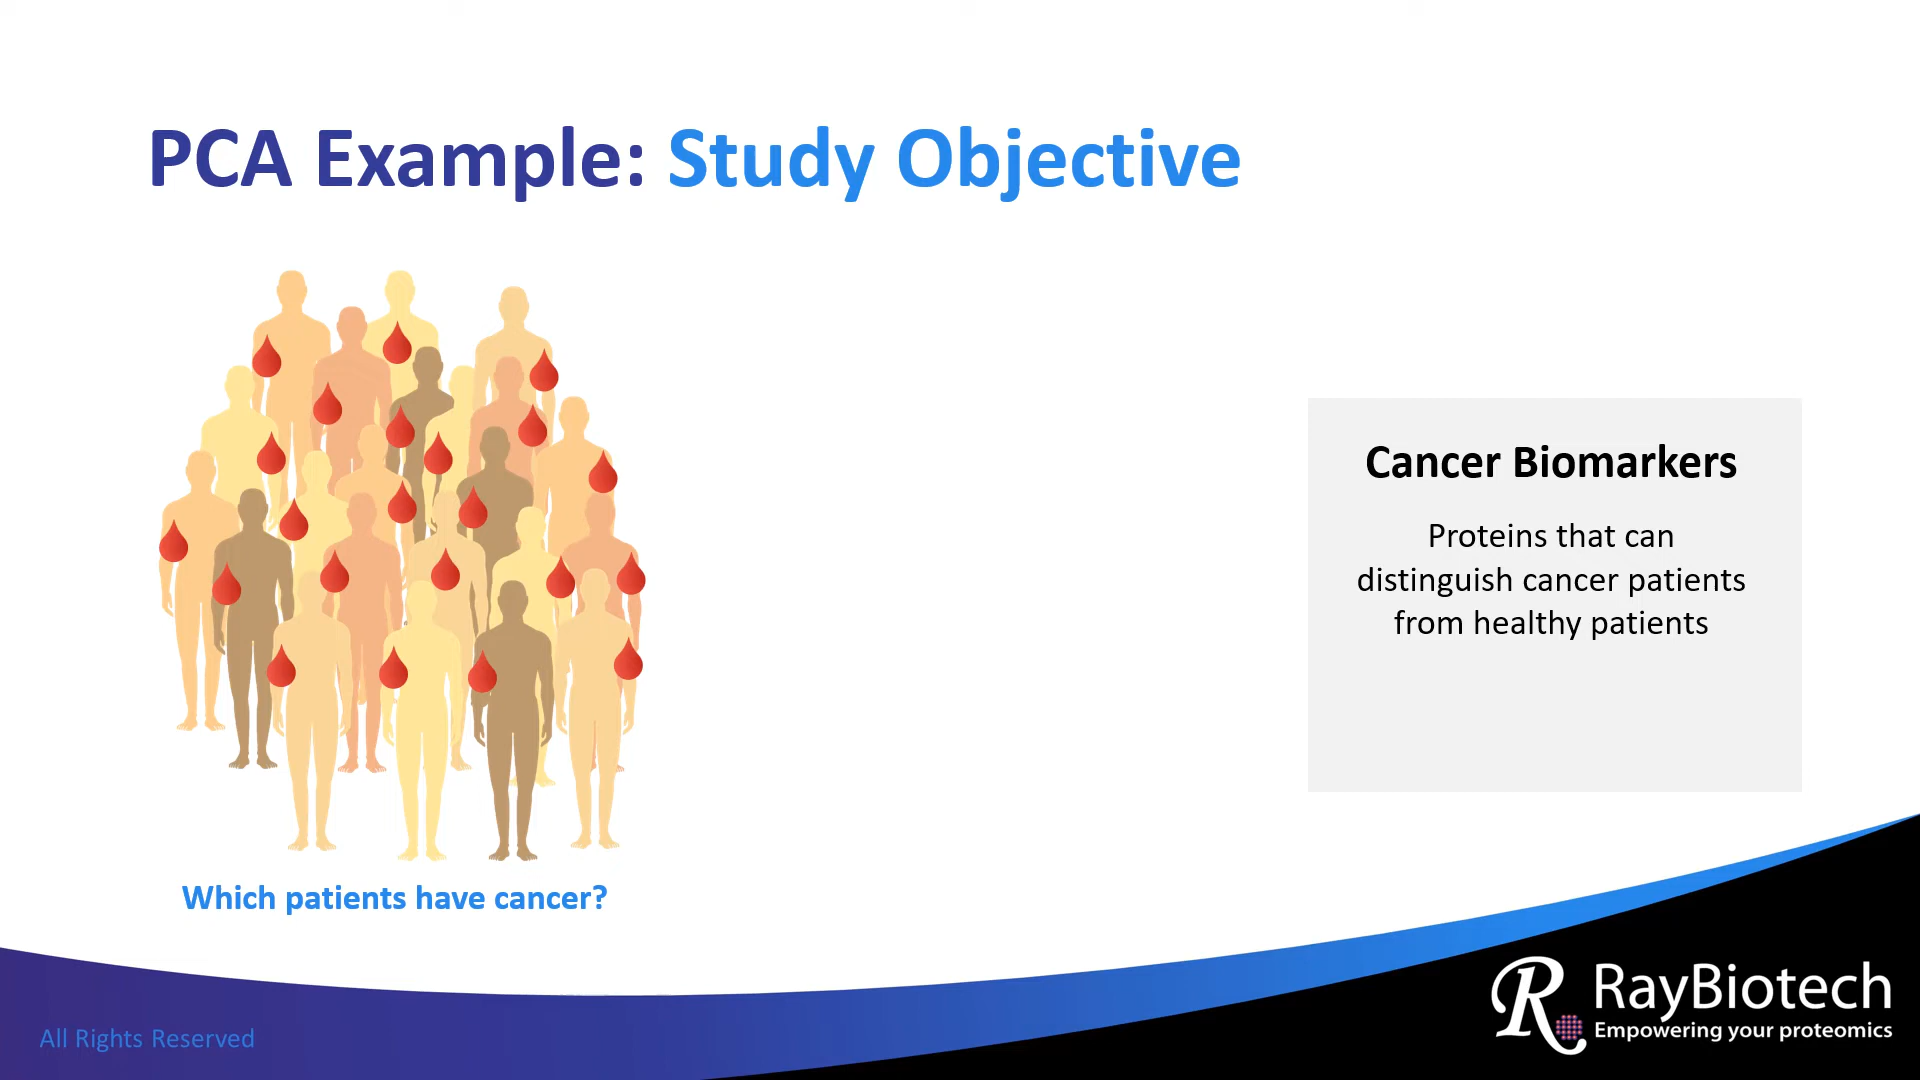 PCA Example: Study Objective
Cancer Biomarkers
Proteins that can
distinguish cancer patients
from healthy patients
Which patients have cancer?
All Rights Reserved
R
RayBiotech
Empowering your proteomics